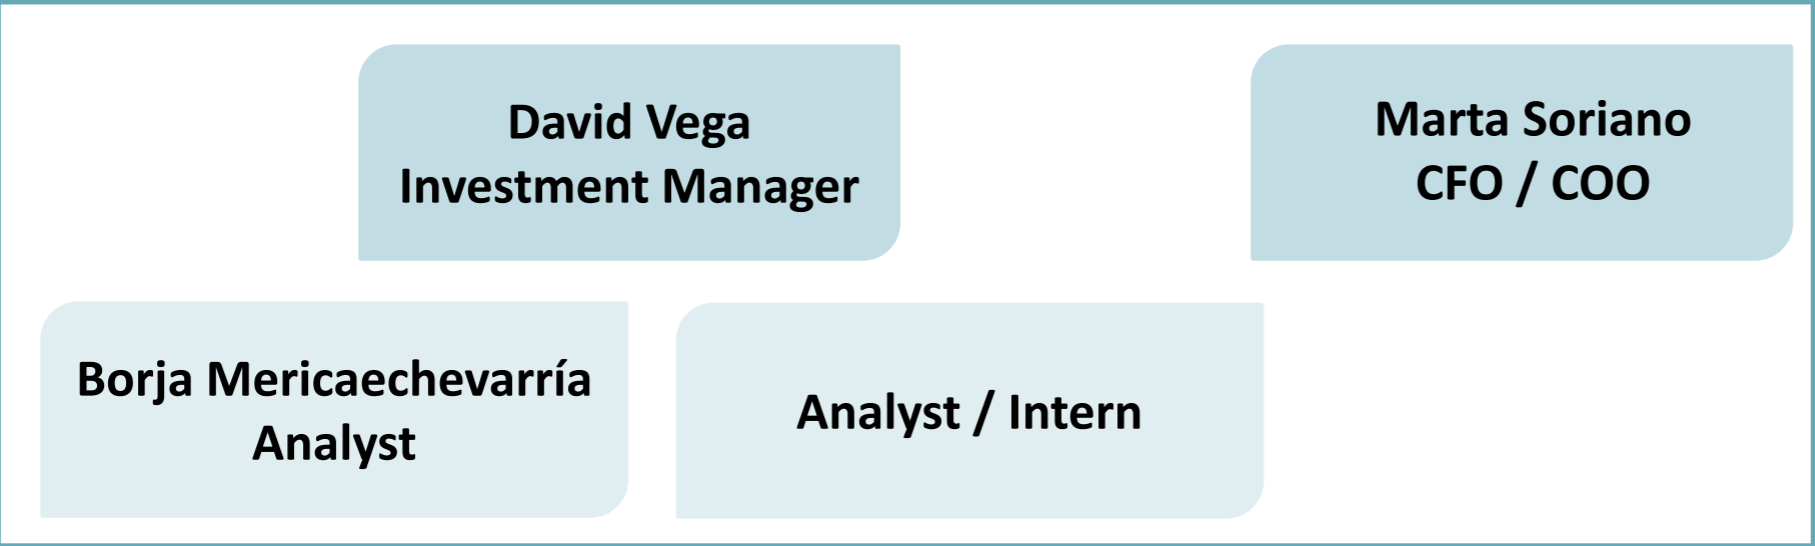 David Vega
Investment Manager
Marta Soriano
CFO / COO
Borja Mericaechevarría
Analyst
Analyst / Intern